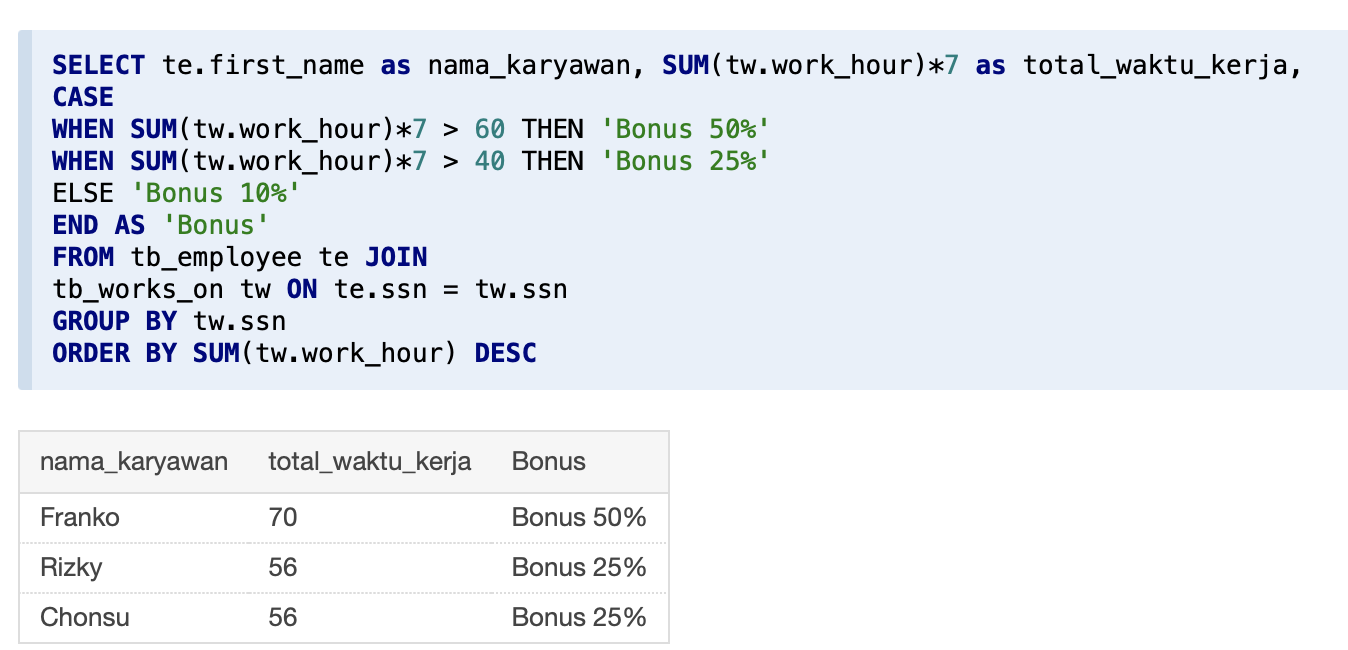 SELECT te.first_name as nama_karyawan, SUM(tw.work_hour)*7 as total_waktu_kerja,
CASE
WHEN SUM(tw.work_hour)*7 > 60 THEN 'Bonus 50%'
WHEN SUM(tw.work_hour)*7 > 40 THEN 'Bonus 25%'
ELSE 'Bonus 10%'
END AS 'Bonus'
FROM tb_employee te JOIN
tb_works_on tw ON te.ssn = tw.ssn
GROUP BY tw.ssn
ORDER BY SUM(tw.work_hour) DESC
nama_karyawan total_waktu_kerja Bonus
Franko 70 Bonus 50%
Rizky 56 Bonus 25%
Chonsu 56 Bonus 25%